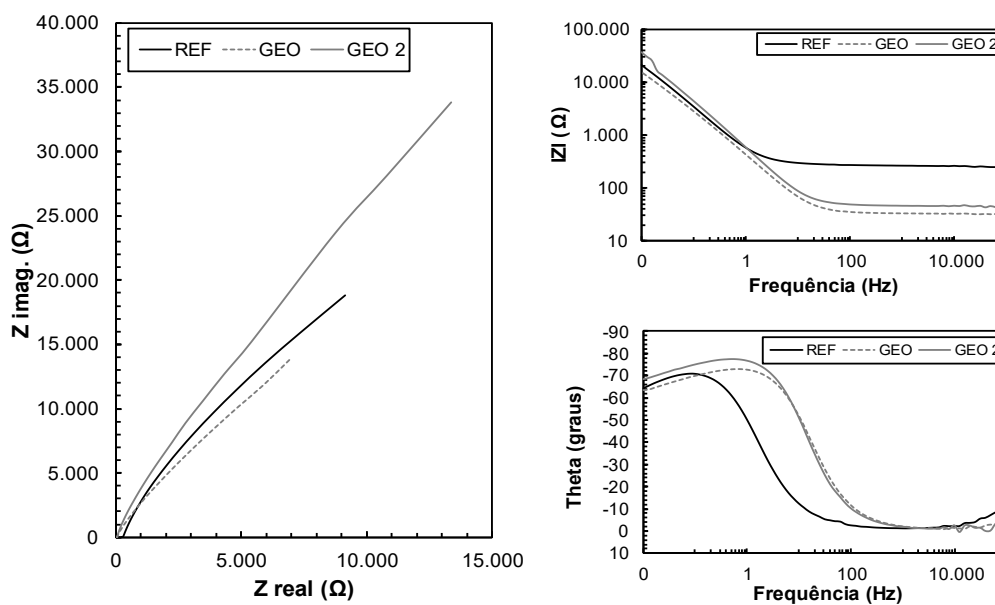 40.000
35.000
30.000
25.000
20.000
15.000
10.000
5.000
0
Z imag. (Ω)
REF GEO GEO 2
0 5.000 10.000 15.000
Z real (Ω)
100.000
10.000
1.000
100
10
IZI ( Ω)
REF GEO GEO 2
0 1 100 10.000
Frequência (Hz)
-90
-80
-70
-60
-50
-40
-30
-20
-10
0
10
Theta (graus)
REF GEO GEO 2
0 1 100 10.000
Frequência (Hz)